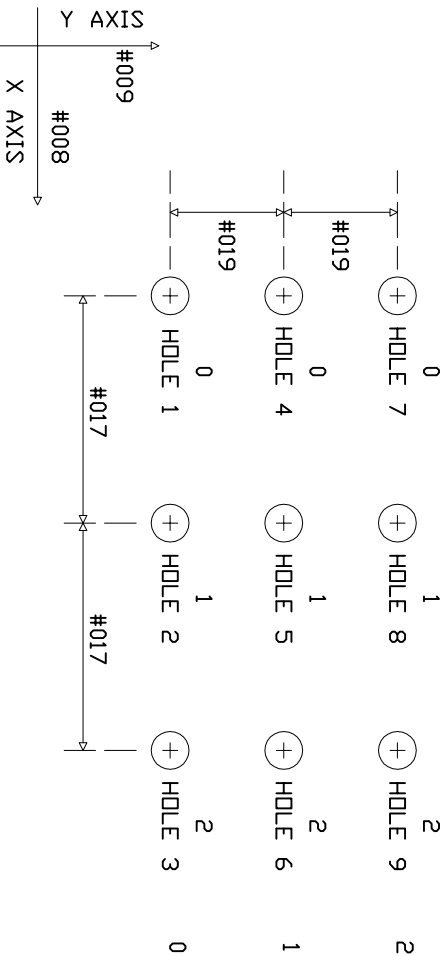 0 1 2
HOLE 7 HOLE 8 HOLE 9 2
#019
0 1 2
HOLE 4 HOLE 5 HOLE 6 1
#019
0 1 2
HOLE 1 HOLE 2 HOLE 3 0
#009
Y AXIS
#017 #017
#008
X AXIS